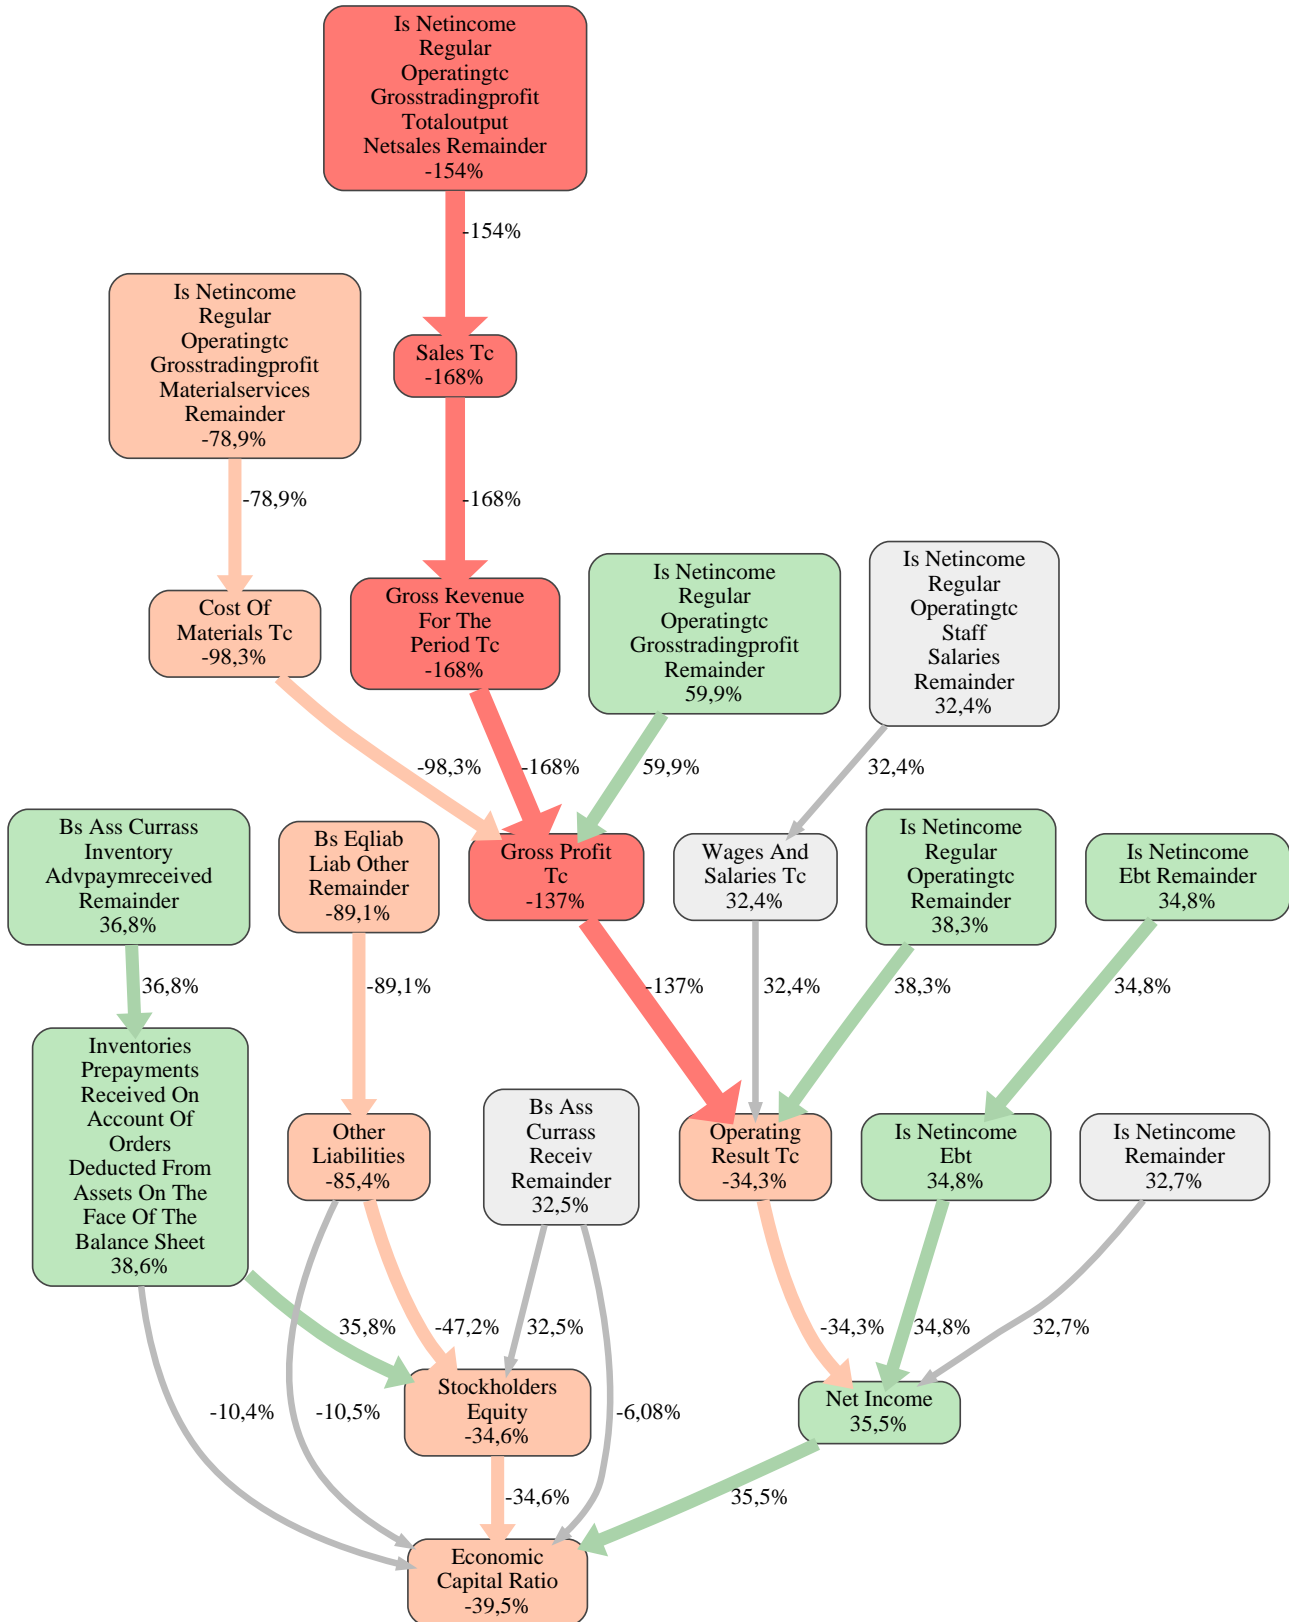 Is Netincome
Regular
Operatingtc
Grosstradingprofit
Totaloutput
Netsales Remainder
-154%
-154%
Is Netincome
Regular
Operatingtc
Grosstradingprofit
Materialservices
Remainder
-78,9%
Sales Tc
-168%
-78,9%
-168%
Cost Of
Materials Tc
-98,3%
Gross Revenue
For The
Period Tc
-168%
Is Netincome
Regular
Operatingtc
Grosstradingprofit
Remainder
59,9%
Is Netincome
Regular
Operatingtc
Staff
Salaries
Remainder
32,4%
-98,3%
-168%
59,9%
32,4%
Bs Ass Currass
Inventory
Advpaymreceived
Remainder
36,8%
Bs Eqliab
Liab Other
Remainder
-89,1%
Gross Profit
Tc
-137%
Wages And
Salaries Tc
32,4%
Is Netincome
Regular
Operatingtc
Remainder
38,3%
Is Netincome
Ebt Remainder
34,8%
36,8%
-89,1%
-137%
32,4%
38,3%
34,8%
Inventories
Prepayments
Received On
Account Of
Orders
Deducted From
Assets On The
Face Of The
Balance Sheet
38,6%
Other
Liabilities
-85,4%
Bs Ass
Currass
Receiv
Remainder
32,5%
Operating
Result Tc
-34,3%
Is Netincome
Ebt
34,8%
Is Netincome
Remainder
32,7%
35,8%
-47,2%
32,5%
-34,3%
34,8%
32,7%
-10,4%
-10,5%
Stockholders
Equity
-34,6%
-6,08%
Net Income
35,5%
-34,6%
35,5%
Economic
Capital Ratio
-39,5%